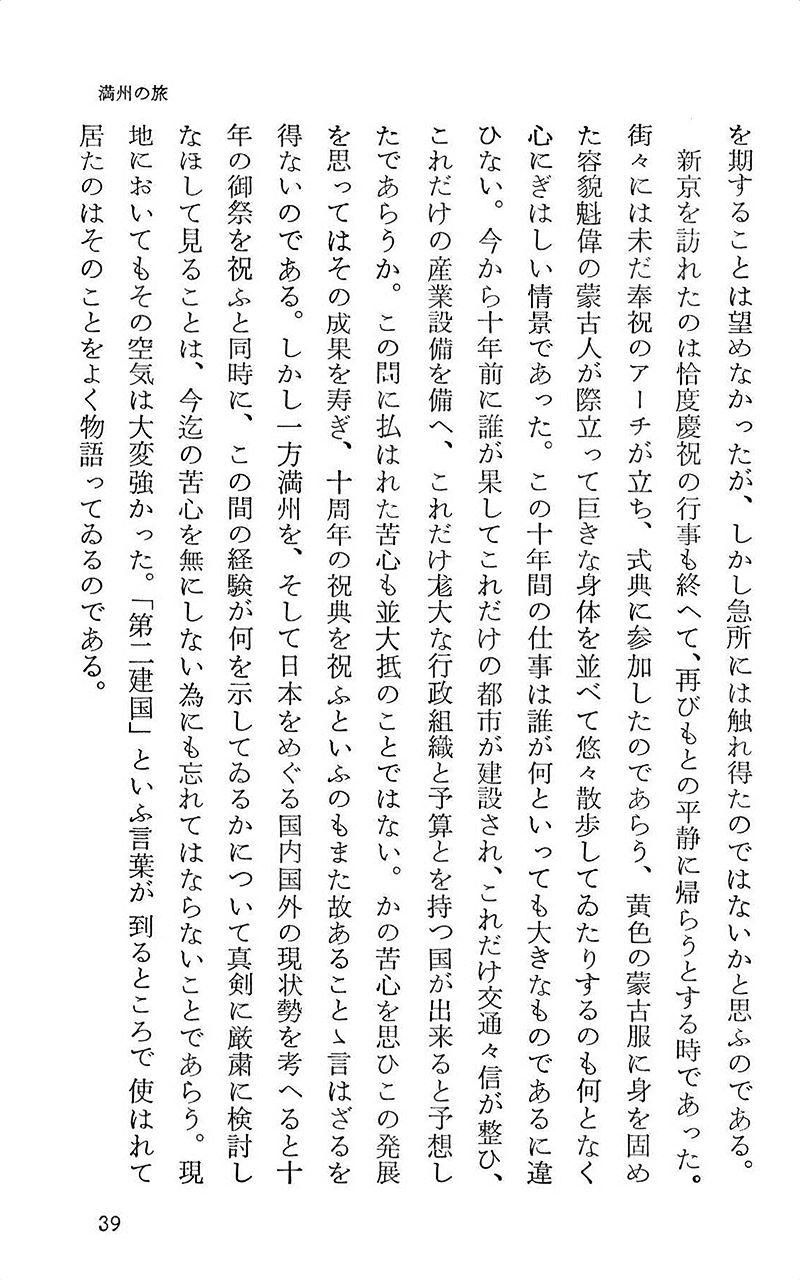 満州の旅
を期することは望めなかったが、しかし急所には触れ得たのではないかと思ふのである。
新京を訪れたのは恰度慶祝の行事も終へて、再びもとの平静に帰らうとする時であった。
街々には未だ奉祝のアーチが立ち、式典に参加したのであらう、黄色の蒙古服に身を固め
た容貌魁偉の蒙古人が際立って巨きな身体を並べて悠々散歩してゐたりするのも何となく
心にぎはしい情景であった。この十年間の仕事は誰が何といっても大きなものであるに違
ひない。今から十年前に誰が果してこれだけの都市が建設され、これだけ交通々信が整ひ、
これだけの産業設備を備へ、これだけ尨大な行政組織と予算とを持つ国が出来ると予想し
たであらうか。この間に払はれた苦心も並大抵のことではない。かの苦心を思ひこの発展
を思ってはその成果を寿ぎ、十周年の祝典を祝ふといふのもまた故あることゝ言はざるを
得ないのである。しかし一方満州を、そして日本をめぐる国内国外の現状勢を考へると十
年の御祭を祝ふと同時に、この間の経験が何を示してゐるかについて真剣に厳粛に検討し
なほして見ることは、今迄の苦心を無にしない為にも忘れてはならないことであらう。現
地においてもその空気は大変強かった。「第二建国」といふ言葉が到るところで使はれて
居たのはそのことをよく物語ってゐるのである。
39